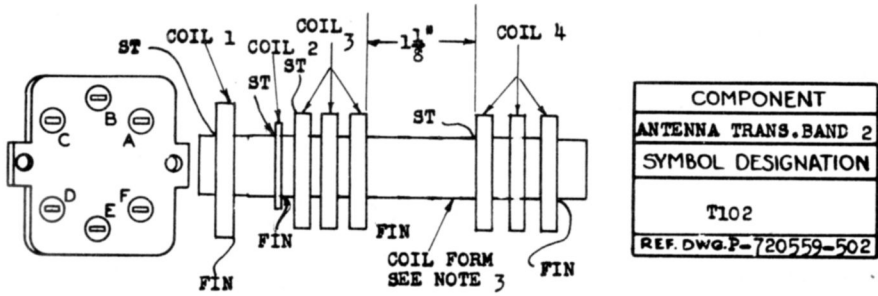 COIL 1
COIL 2
COIL 3
1 1/8"
COIL 4
ST
ST
ST
ST
B
C
A
D
E
F
FIN
FIN
FIN
FIN
COIL FORM
SEE NOTE 3
COMPONENT
ANTENNA TRANS. BAND 2
SYMBOL DESIGNATION
T102
REF. DWG. P-720559-502